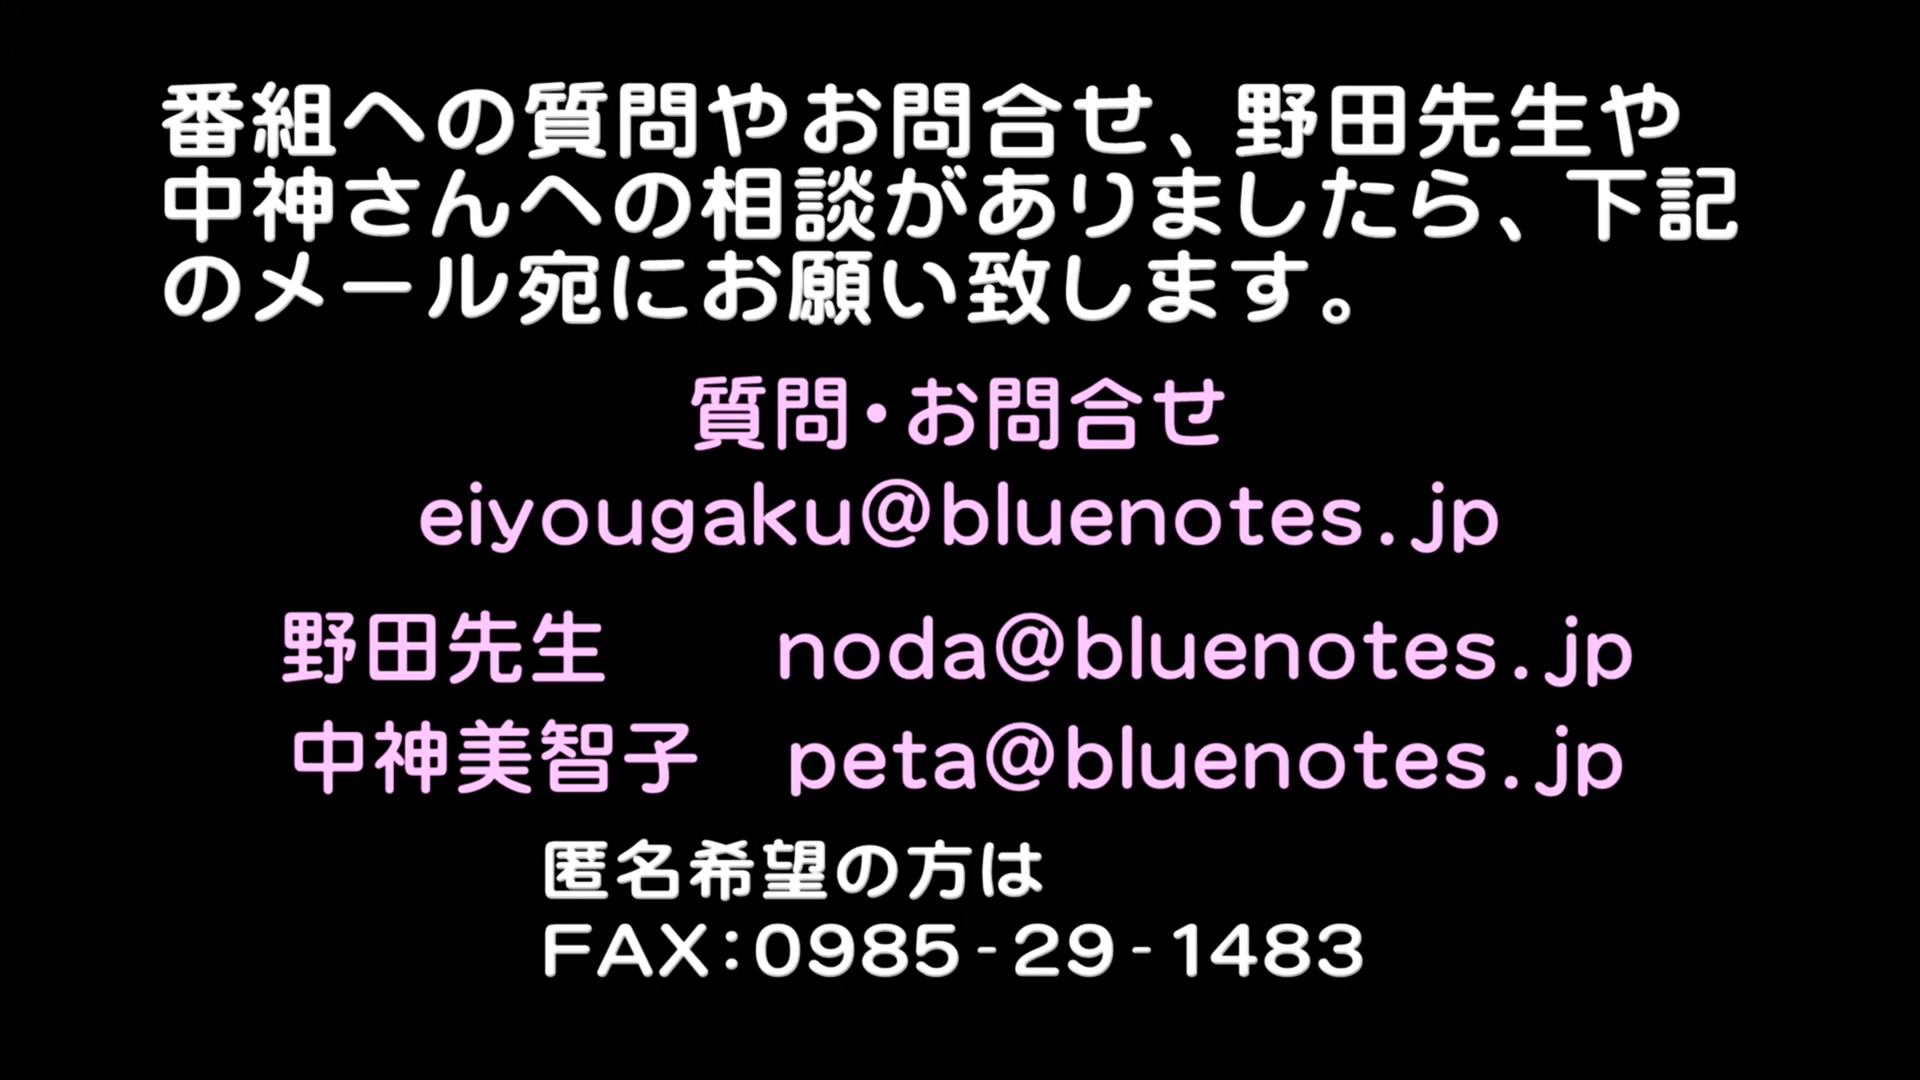 番組への質問やお問合せ、野田先生や
中神さんへの相談がありましたら、下記
のメール宛にお願い致します。
質問・お問合せ
eiyougaku@bluenotes.jp
野田先生 noda@bluenotes.jp
中神美智子 peta@bluenotes.jp
匿名希望の方は
FAX:0985-29-1483